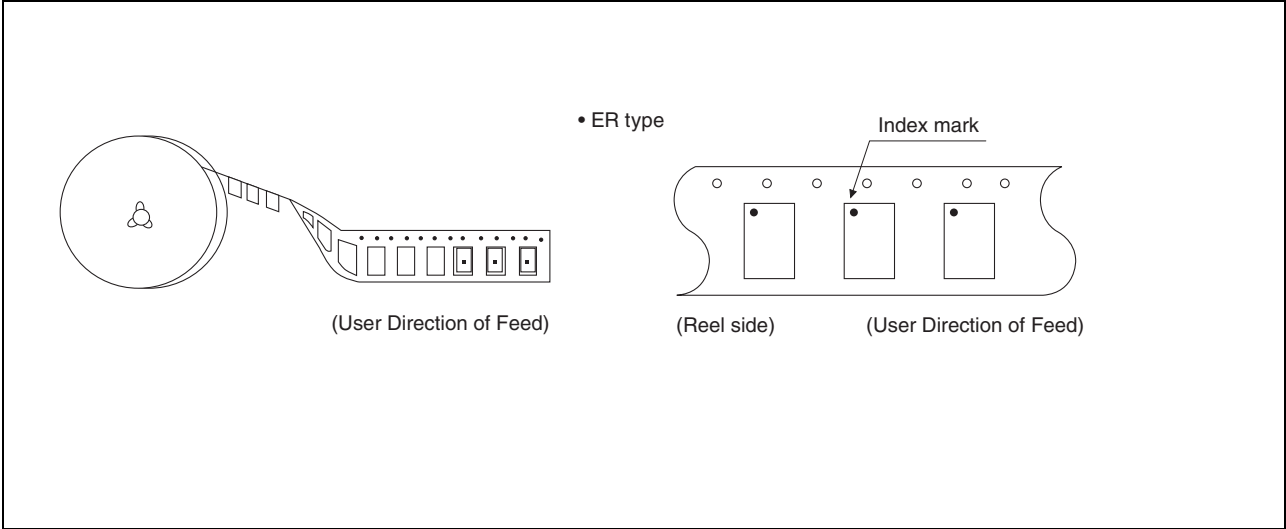 • ER type
Index mark
(User Direction of Feed)
(Reel side)
(User Direction of Feed)